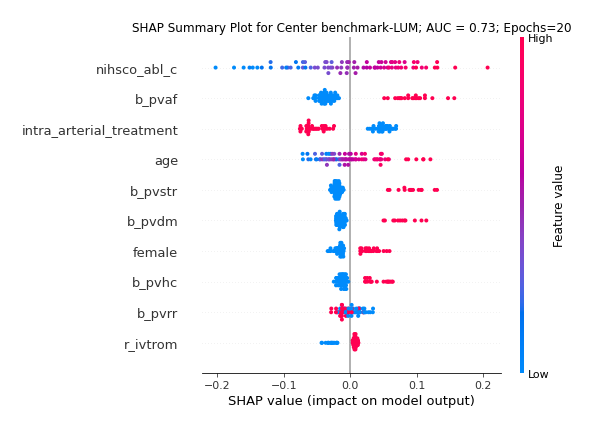 SHAP Summary Plot for Center benchmark-LUM; AUC = 0.73; Epochs=20
High
nihsco_abl_c
b_pvaf
intra_arterial_treatment
age
b_pvstr
b_pvdm
female
b_pvhc
b_pvrr
r_ivtrom
Feature value
Low
−0.2 −0.1 0.0 0.1 0.2
SHAP value (impact on model output)